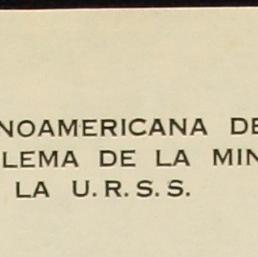 NOAMERICANA DE
LEMA DE LA MIN
LA U.R.S.S.